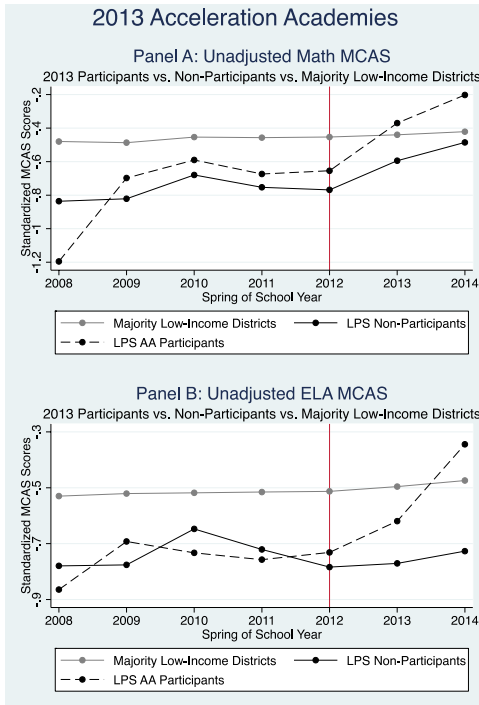 2013 Acceleration Academies
Panel A: Unadjusted Math MCAS
2013 Participants vs. Non-Participants vs. Majority Low-Income Districts
Standardized MCAS Scores
-.2
-.4
-.6
-.8
-1
-1.2
2008 2009 2010 2011 2012 2013 2014
Spring of School Year
Majority Low-Income Districts LPS Non-Participants
LPS AA Participants
Panel B: Unadjusted ELA MCAS
2013 Participants vs. Non-Participants vs. Majority Low-Income Districts
Standardized MCAS Scores
-.3
-.5
-.7
-.9
2008 2009 2010 2011 2012 2013 2014
Spring of School Year
Majority Low-Income Districts LPS Non-Participants
LPS AA Participants